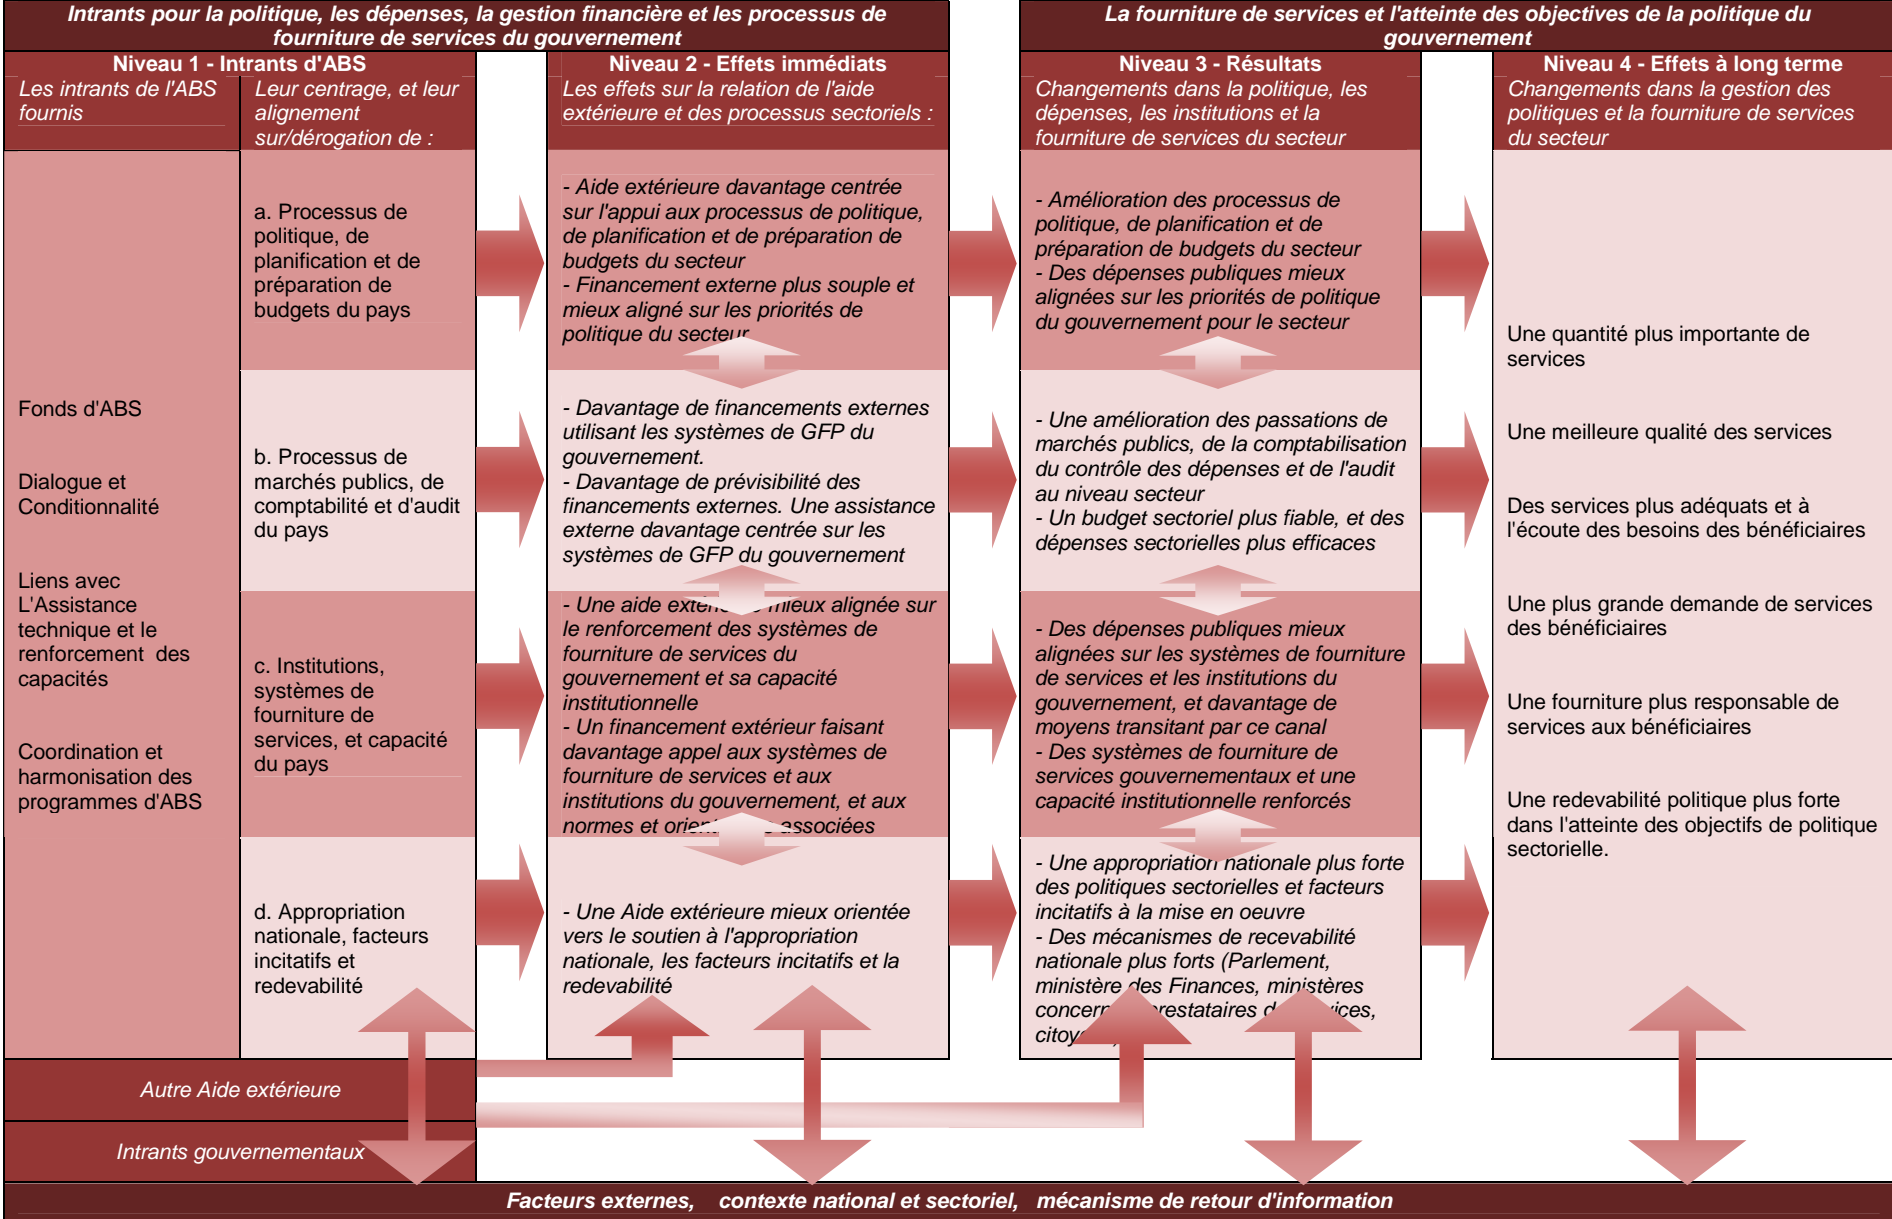 Intrants pour la politique, les dépenses, la gestion financière et les processus de
fourniture de services du gouvernement
La fourniture de services et l'atteinte des objectives de la politique du
gouvernement
Niveau 1 - Intrants d'ABS
Les intrants de l'ABS
fournis
Leur centrage, et leur
alignement
sur/dérogation de :
Niveau 2 - Effets immédiats
Les effets sur la relation de l'aide
extérieure et des processus sectoriels :
Niveau 3 - Résultats
Changements dans la politique, les
dépenses, les institutions et la
fourniture de services du secteur
Niveau 4 - Effets à long terme
Changements dans la gestion des
politiques et la fourniture de services
du secteur
Fonds d'ABS
Dialogue et
Conditionnalité
Liens avec
L'Assistance
technique et le
renforcement des
capacités
Coordination et
harmonisation des
programmes d'ABS
a. Processus de
politique, de
planification et de
préparation de
budgets du pays
b. Processus de
marchés publics, de
comptabilité et d'audit
du pays
c. Institutions,
systèmes de
fourniture de
services, et capacité
du pays
d. Appropriation
nationale, facteurs
incitatifs et
redevabilité
- Aide extérieure davantage centrée
sur l'appui aux processus de politique,
de planification et de préparation de
budgets du secteur
- Financement externe plus souple et
mieux aligné sur les priorités de
politique du secteur
- Davantage de financements externes
utilisant les systèmes de GFP du
gouvernement.
- Davantage de prévisibilité des
financements externes. Une assistance
externe davantage centrée sur les
systèmes de GFP du gouvernement
- Une aide mieux alignée sur
le renforcement des systèmes de
fourniture de services du
gouvernement et sa capacité
institutionnelle
- Un financement extérieur faisant
davantage appel aux systèmes de
fourniture de services et aux
institutions du gouvernement, et aux
normes et associées
- Une Aide extérieure mieux orientée
vers le soutien à l'appropriation
nationale, les facteurs incitatifs et la
redevabilité
- Amélioration des processus de
politique, de planification et de
préparation de budgets du secteur
- Des dépenses publiques mieux
alignées sur les priorités de politique
du gouvernement pour le secteur
- Une amélioration des passations de
marchés publics, de la comptabilisation
du contrôle des dépenses et de l'audit
au niveau secteur
- Un budget sectoriel plus fiable, et des
dépenses sectorielles plus efficaces
- Des dépenses publiques mieux
alignées sur les systèmes de fourniture
de services et les institutions du
gouvernement, et davantage de
moyens transitant par ce canal
- Des systèmes de fourniture de
services gouvernementaux et une
capacité institutionnelle renforcés
- Une appropriation nationale plus forte
des politiques sectorielles et facteurs
incitatifs à la mise en oeuvre
- Des mécanismes de recevabilité
nationale plus forts (Parlement,
ministère des Finances, ministères
Une quantité plus importante de
services
Une meilleure qualité des services
Des services plus adéquats et à
l'écoute des besoins des bénéficiaires
Une plus grande demande de services
des bénéficiaires
Une fourniture plus responsable de
services aux bénéficiaires
Une redevabilité politique plus forte
dans l'atteinte des objectifs de politique
sectorielle.
Autre Aide extérieure
Intrants gouvernementaux
Facteurs externes, contexte national et sectoriel, mécanisme de retour d'information